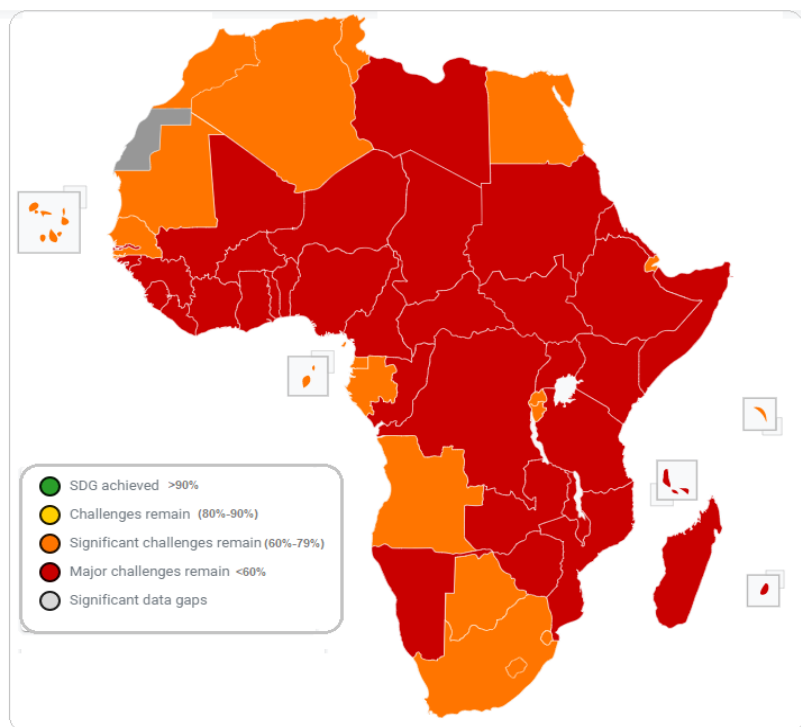 SDG achieved >90%
Challenges remain (80%-90%)
Significant challenges remain (60%-79%)
Major challenges remain <60%
Significant data gaps